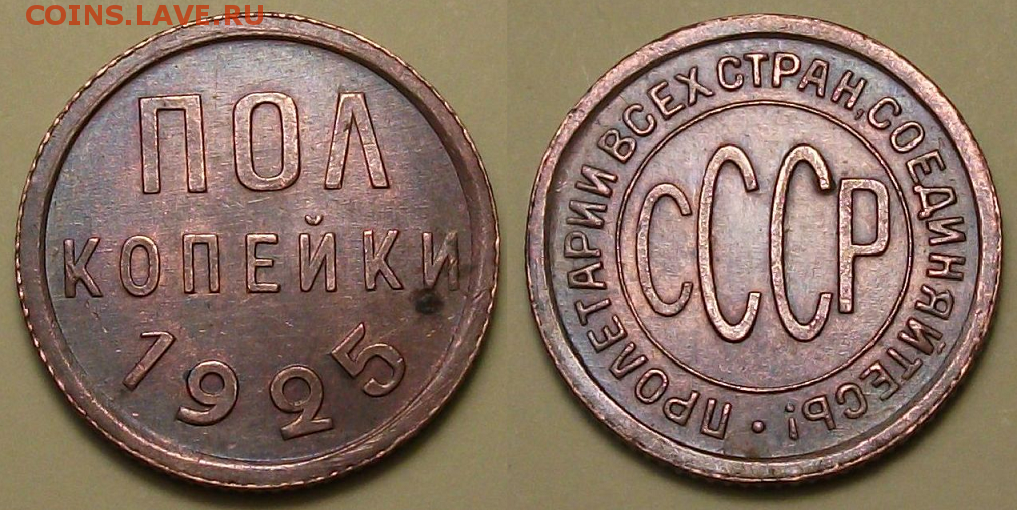 COINS.LAVE.RU
ПОЛ
КОПЕЙКИ
1925
ПРОЛЕТАРИИ ВСЕХ СТРАН, СОЕДИНЯЙТЕСЬ! •
СССР